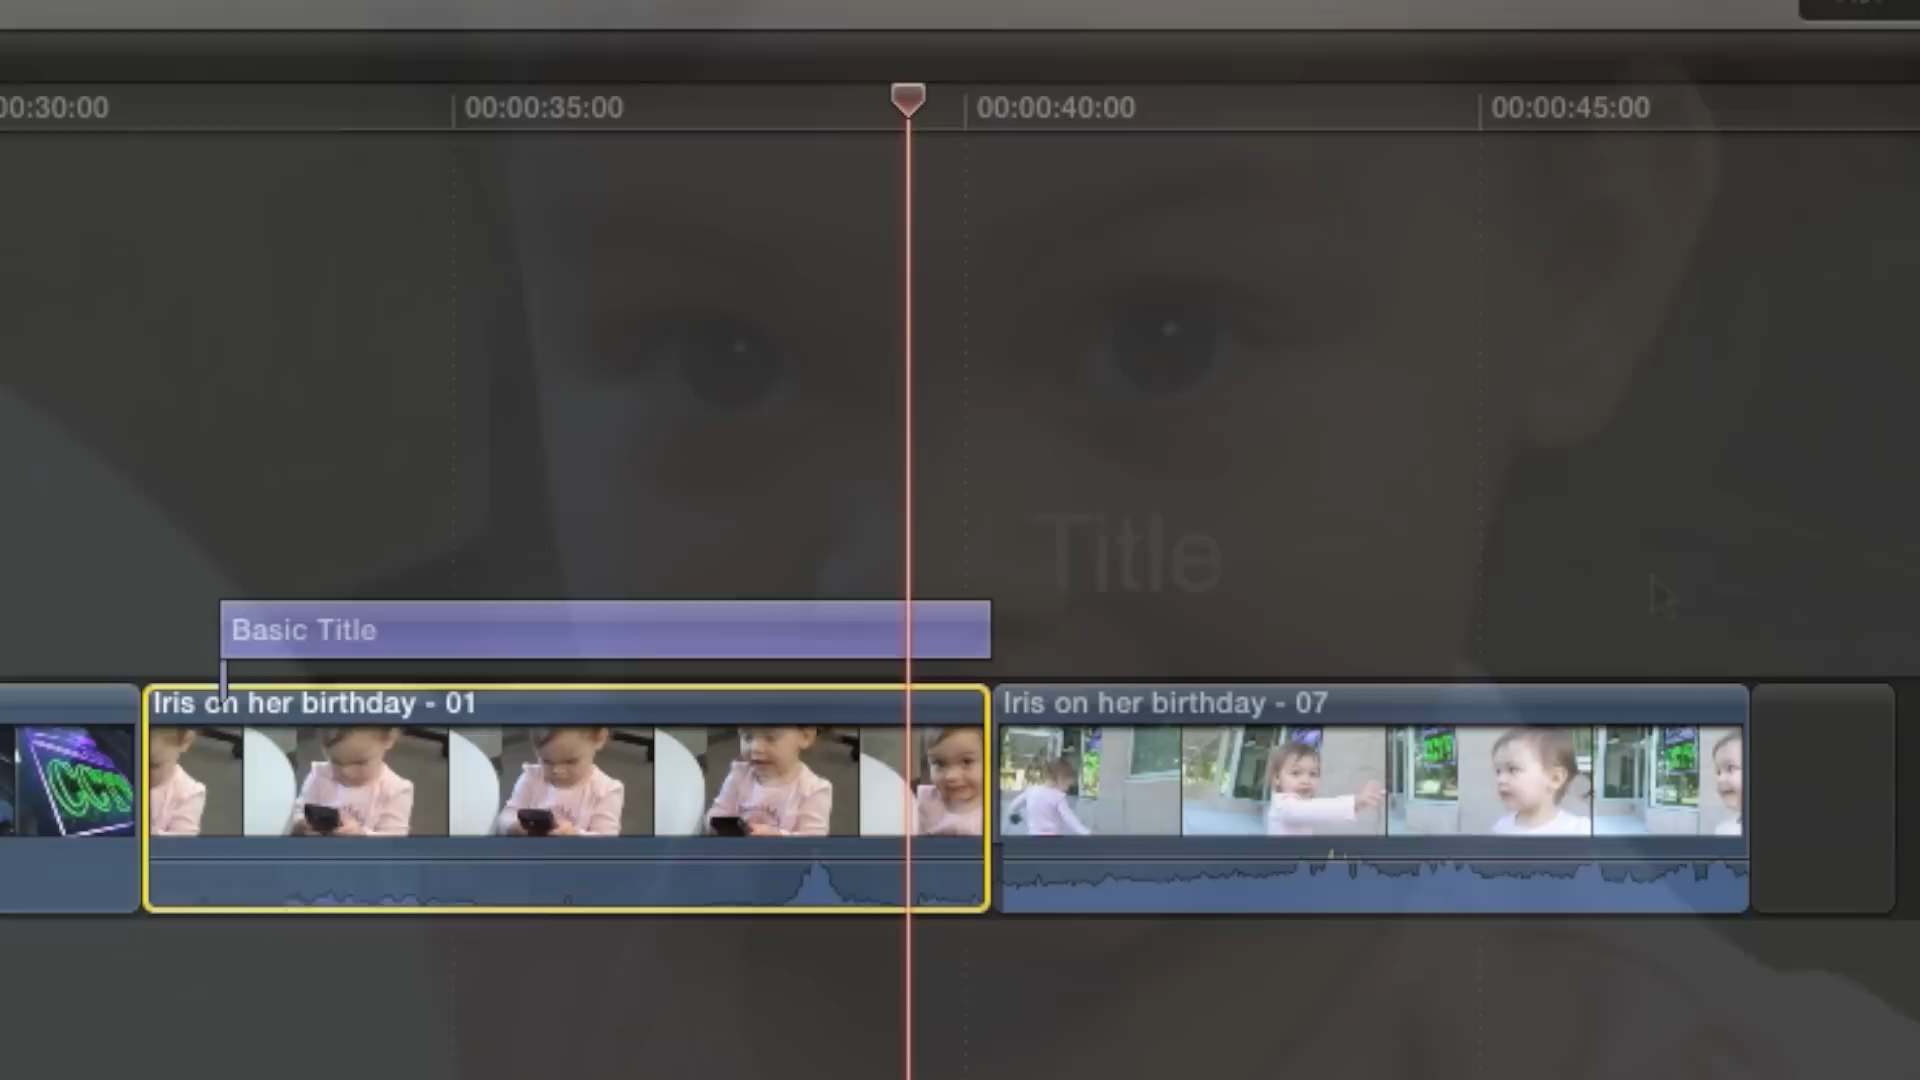 00:30:00 00:00:35:00 00:00:40:00 00:00:45:00
Title
Basic Title
Iris on her birthday - 01 Iris on her birthday - 07